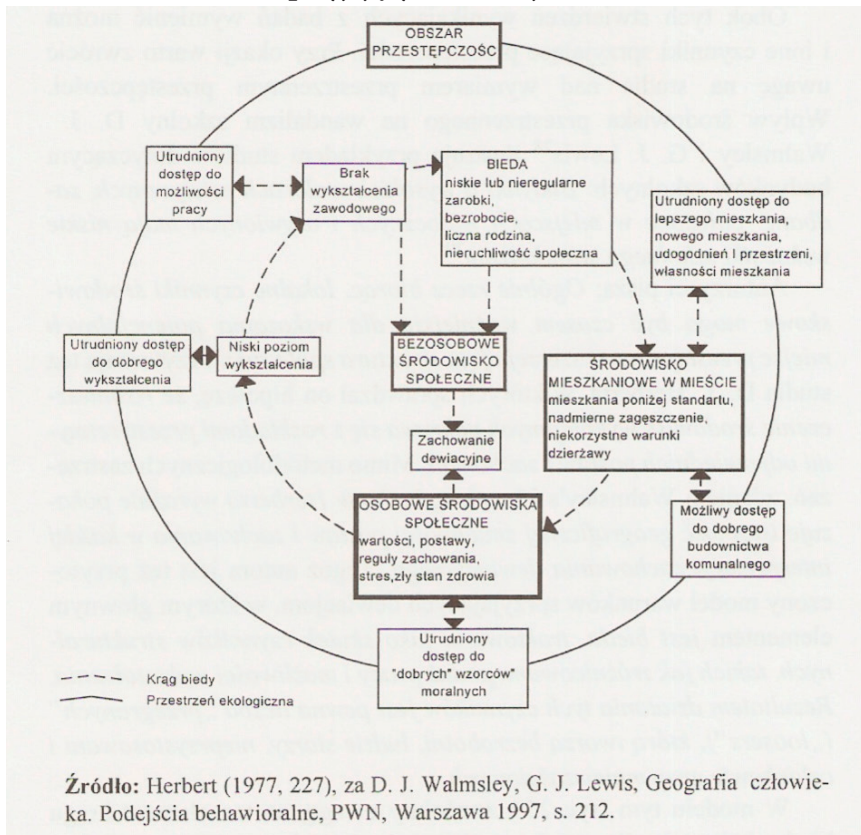 OBSZAR
PRZESTĘPCZOŚĆ
Utrudniony
dostęp do
możliwości
pracy
Brak
wykształcenia
zawodowego
BIEDA
niskie lub nieregularne
zarobki,
bezrobocie,
liczna rodzina,
nieruchliwość społeczna
Utrudniony dostęp do
lepszego mieszkania,
nowego mieszkania,
udogodnień I przestrzeni,
własności mieszkania
Utrudniony dostęp
do dobrego
wykształcenia
Niski poziom
wykształcenia
BEZOSOBOWE
ŚRODOWISKO
SPOŁECZNE
ŚRODOWISKO
MIESZKANIOWE W MIEŚCIE
mieszkania poniżej standartu,
nadmierne zagęszczenie,
niekorzystne warunki
dzierżawy
Zachowanie
dewiacyjne
OSOBOWE ŚRODOWISKA
SPOŁECZNE
wartości, postawy,
reguły zachowania,
stres,zły stan zdrowia
Możliwy dostęp
do dobrego
budownictwa
komunalnego
Utrudniony
dostęp do
"dobrych" wzorców
moralnych
Krąg biedy
Przestrzeń ekologiczna
Źródło: Herbert (1977, 227), za D. J. Walmsley, G. J. Lewis, Geografia człowie-
ka. Podejścia behawioralne, PWN, Warszawa 1997, s. 212.